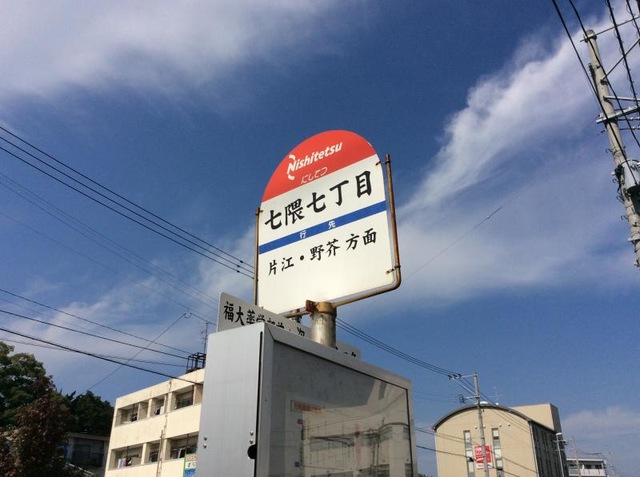 Nishitetsu
にしてつ
七隈七丁目
行先
片江・野芥 方面